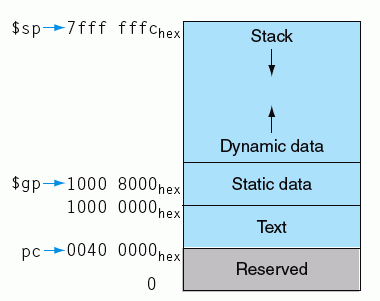 $sp 7fff fffc hex
Stack
Dynamic data
$gp 1000 8000 hex
Static data
1000 0000 hex
Text
pc 0040 0000 hex
Reserved
0